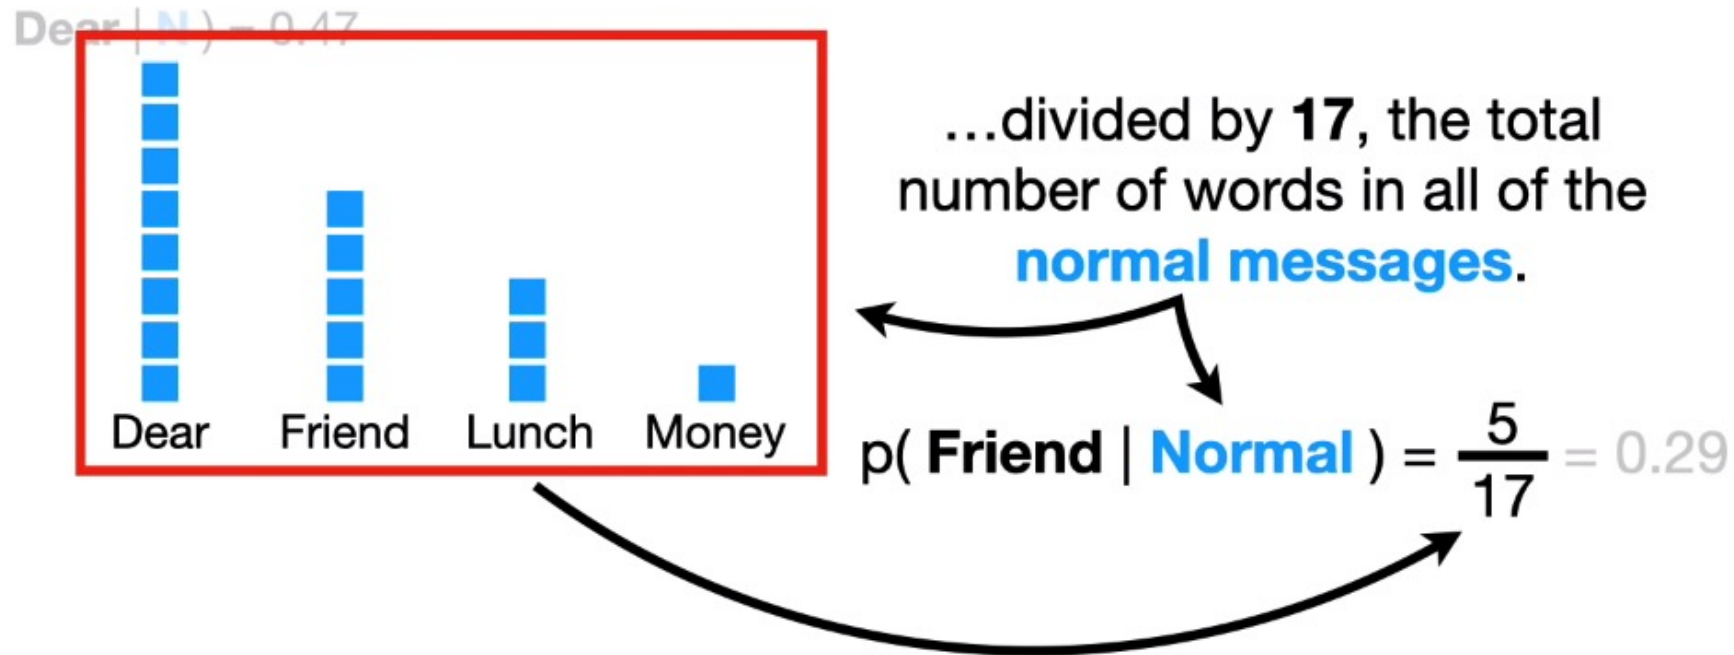 Dear | N ) = 0.47
...divided by 17, the total
number of words in all of the
normal messages.
Dear Friend Lunch Money
p( Friend | Normal ) = 5/17 = 0.29